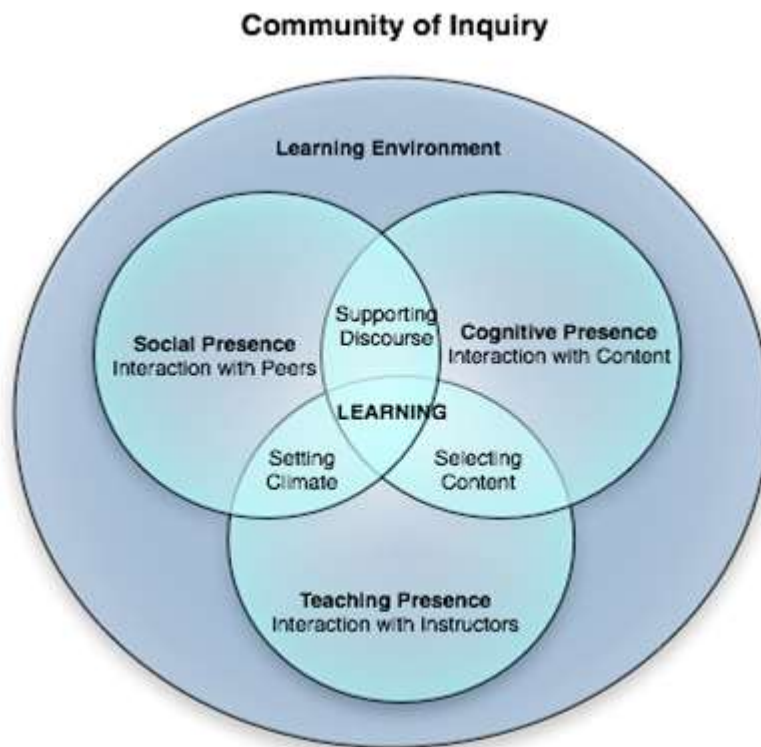 Community of Inquiry
Learning Environment
Supporting
Discourse
Social Presence
Interaction with Peers
Cognitive Presence
Interaction with Content
LEARNING
Setting
Climate
Selecting
Content
Teaching Presence
Interaction with Instructors